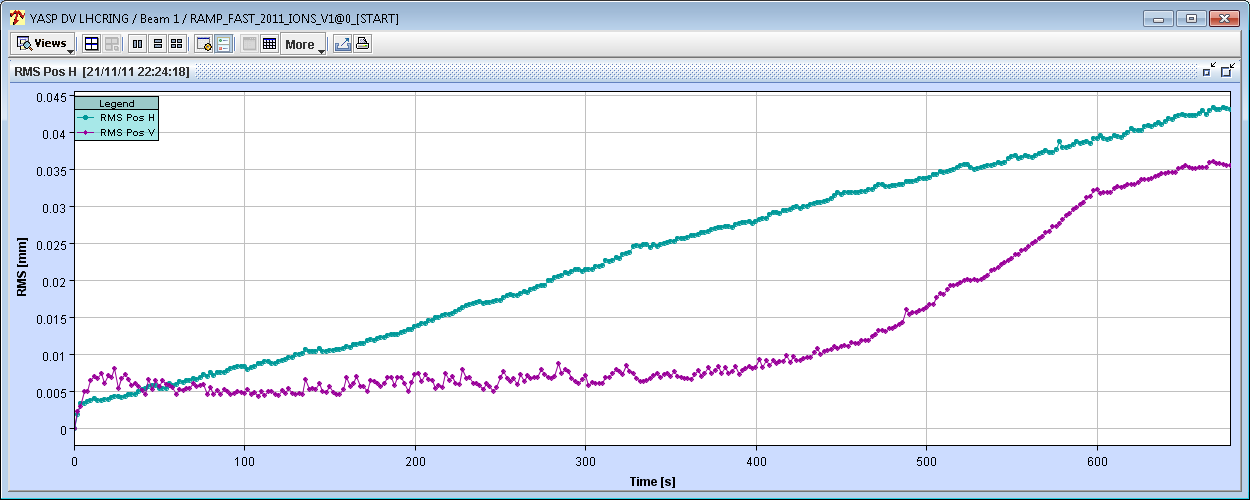 YASP DV LHCRING / Beam 1 / RAMP_FAST_2011_IONS_V1@0_[START]
Views
More
RMS Pos H [21/11/11 22:24:18]
Legend
RMS Pos H
RMS Pos V
0.045
0.04
0.035
0.03
0.025
0.02
0.015
0.01
0.005
0
RMS [mm]
0 100 200 300 400 500 600
Time [s]